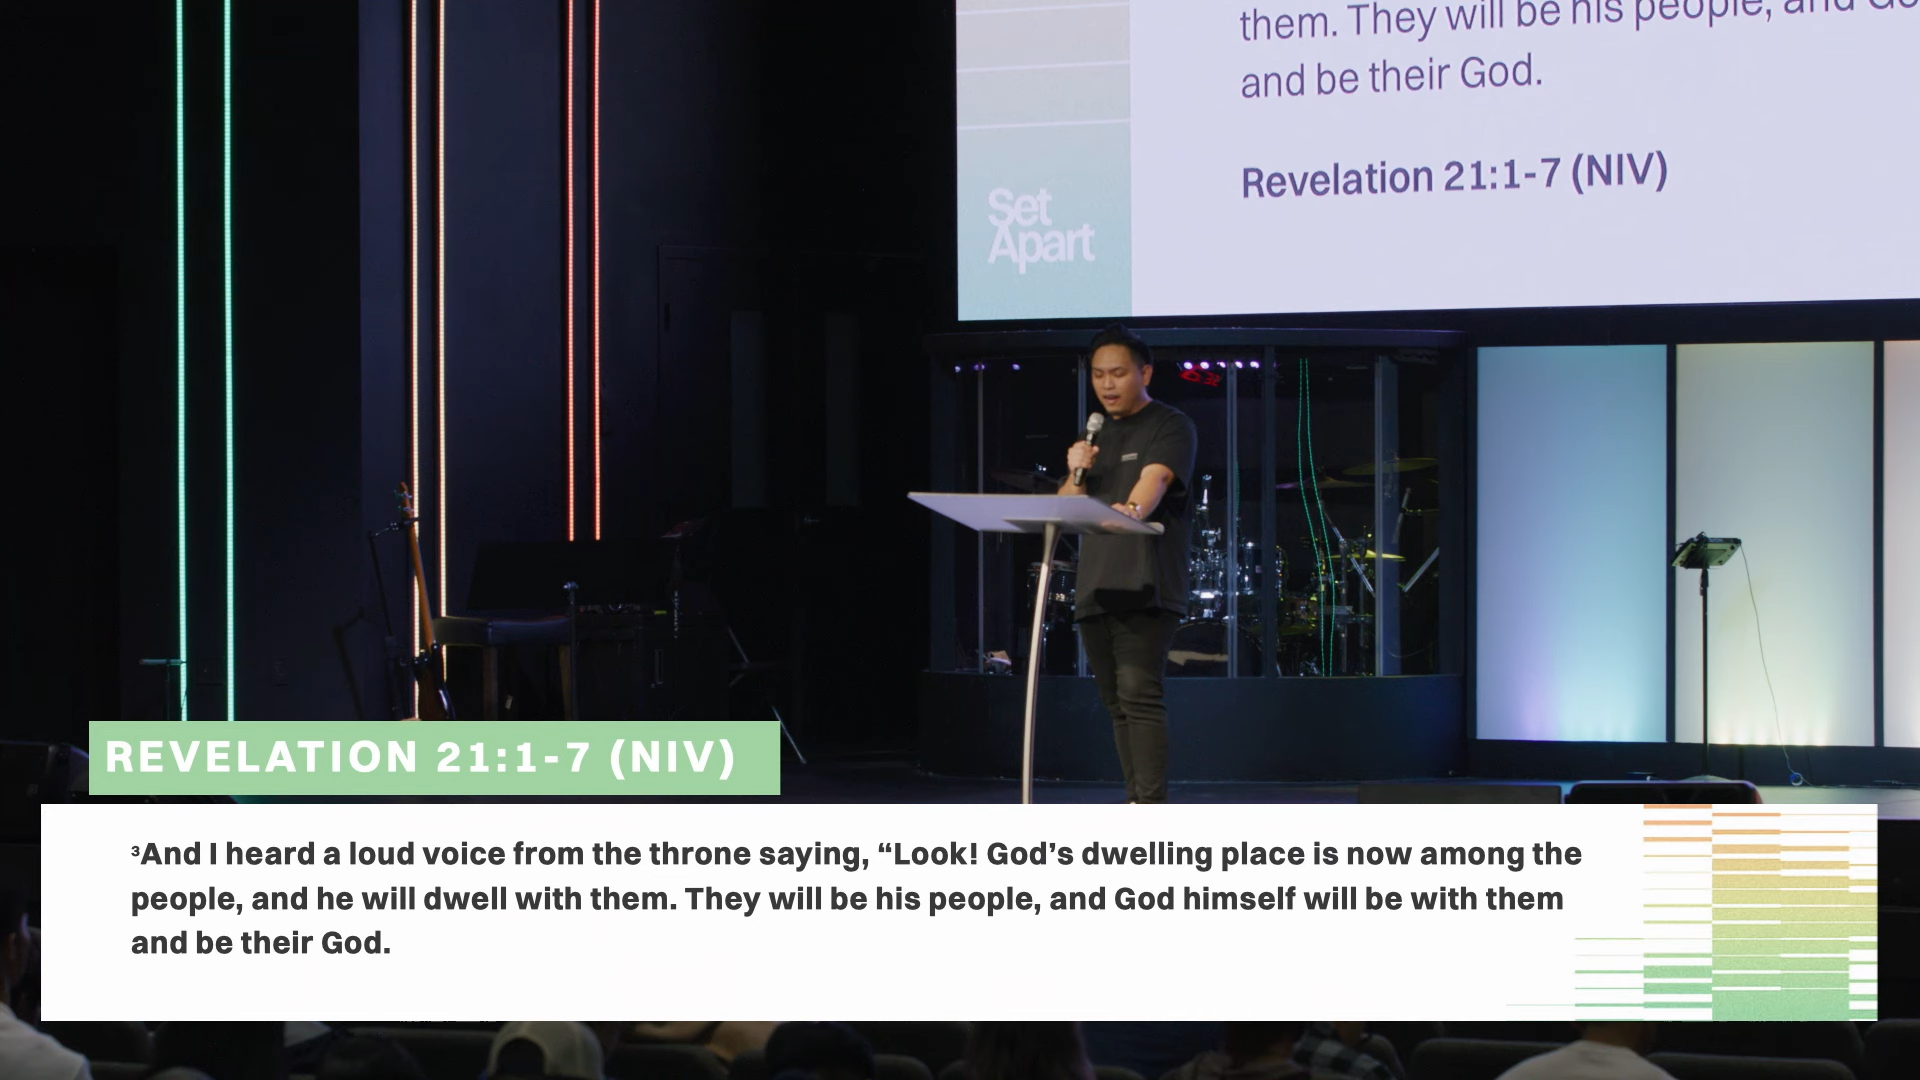 them. They will be his people, and Go
and be their God.
Revelation 21:1-7 (NIV)
Set
Apart
REVELATION 21:1-7 (NIV)
³And I heard a loud voice from the throne saying, “Look! God’s dwelling place is now among the
people, and he will dwell with them. They will be his people, and God himself will be with them
and be their God.